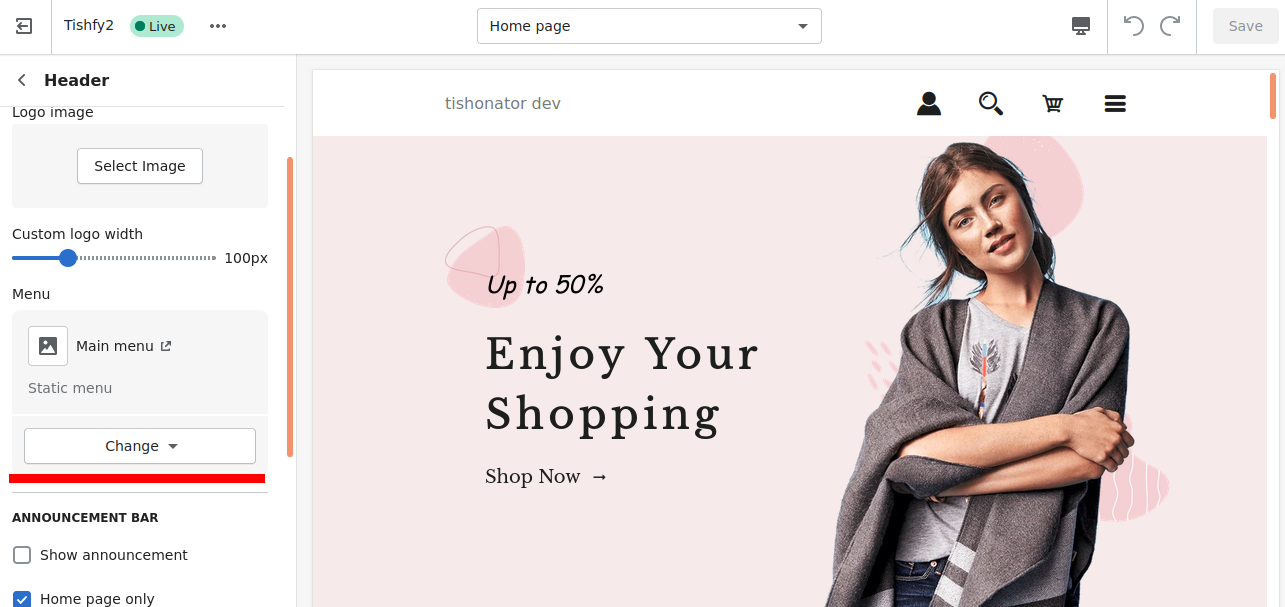 Tishfy2
Live
Home page
Save
Header
Logo image
Select Image
Custom logo width
100px
Menu
Main menu
Static menu
Change
ANNOUNCEMENT BAR
Show announcement
Home page only
tishonator dev
Up to 50%
Enjoy Your
Shopping
Shop Now →